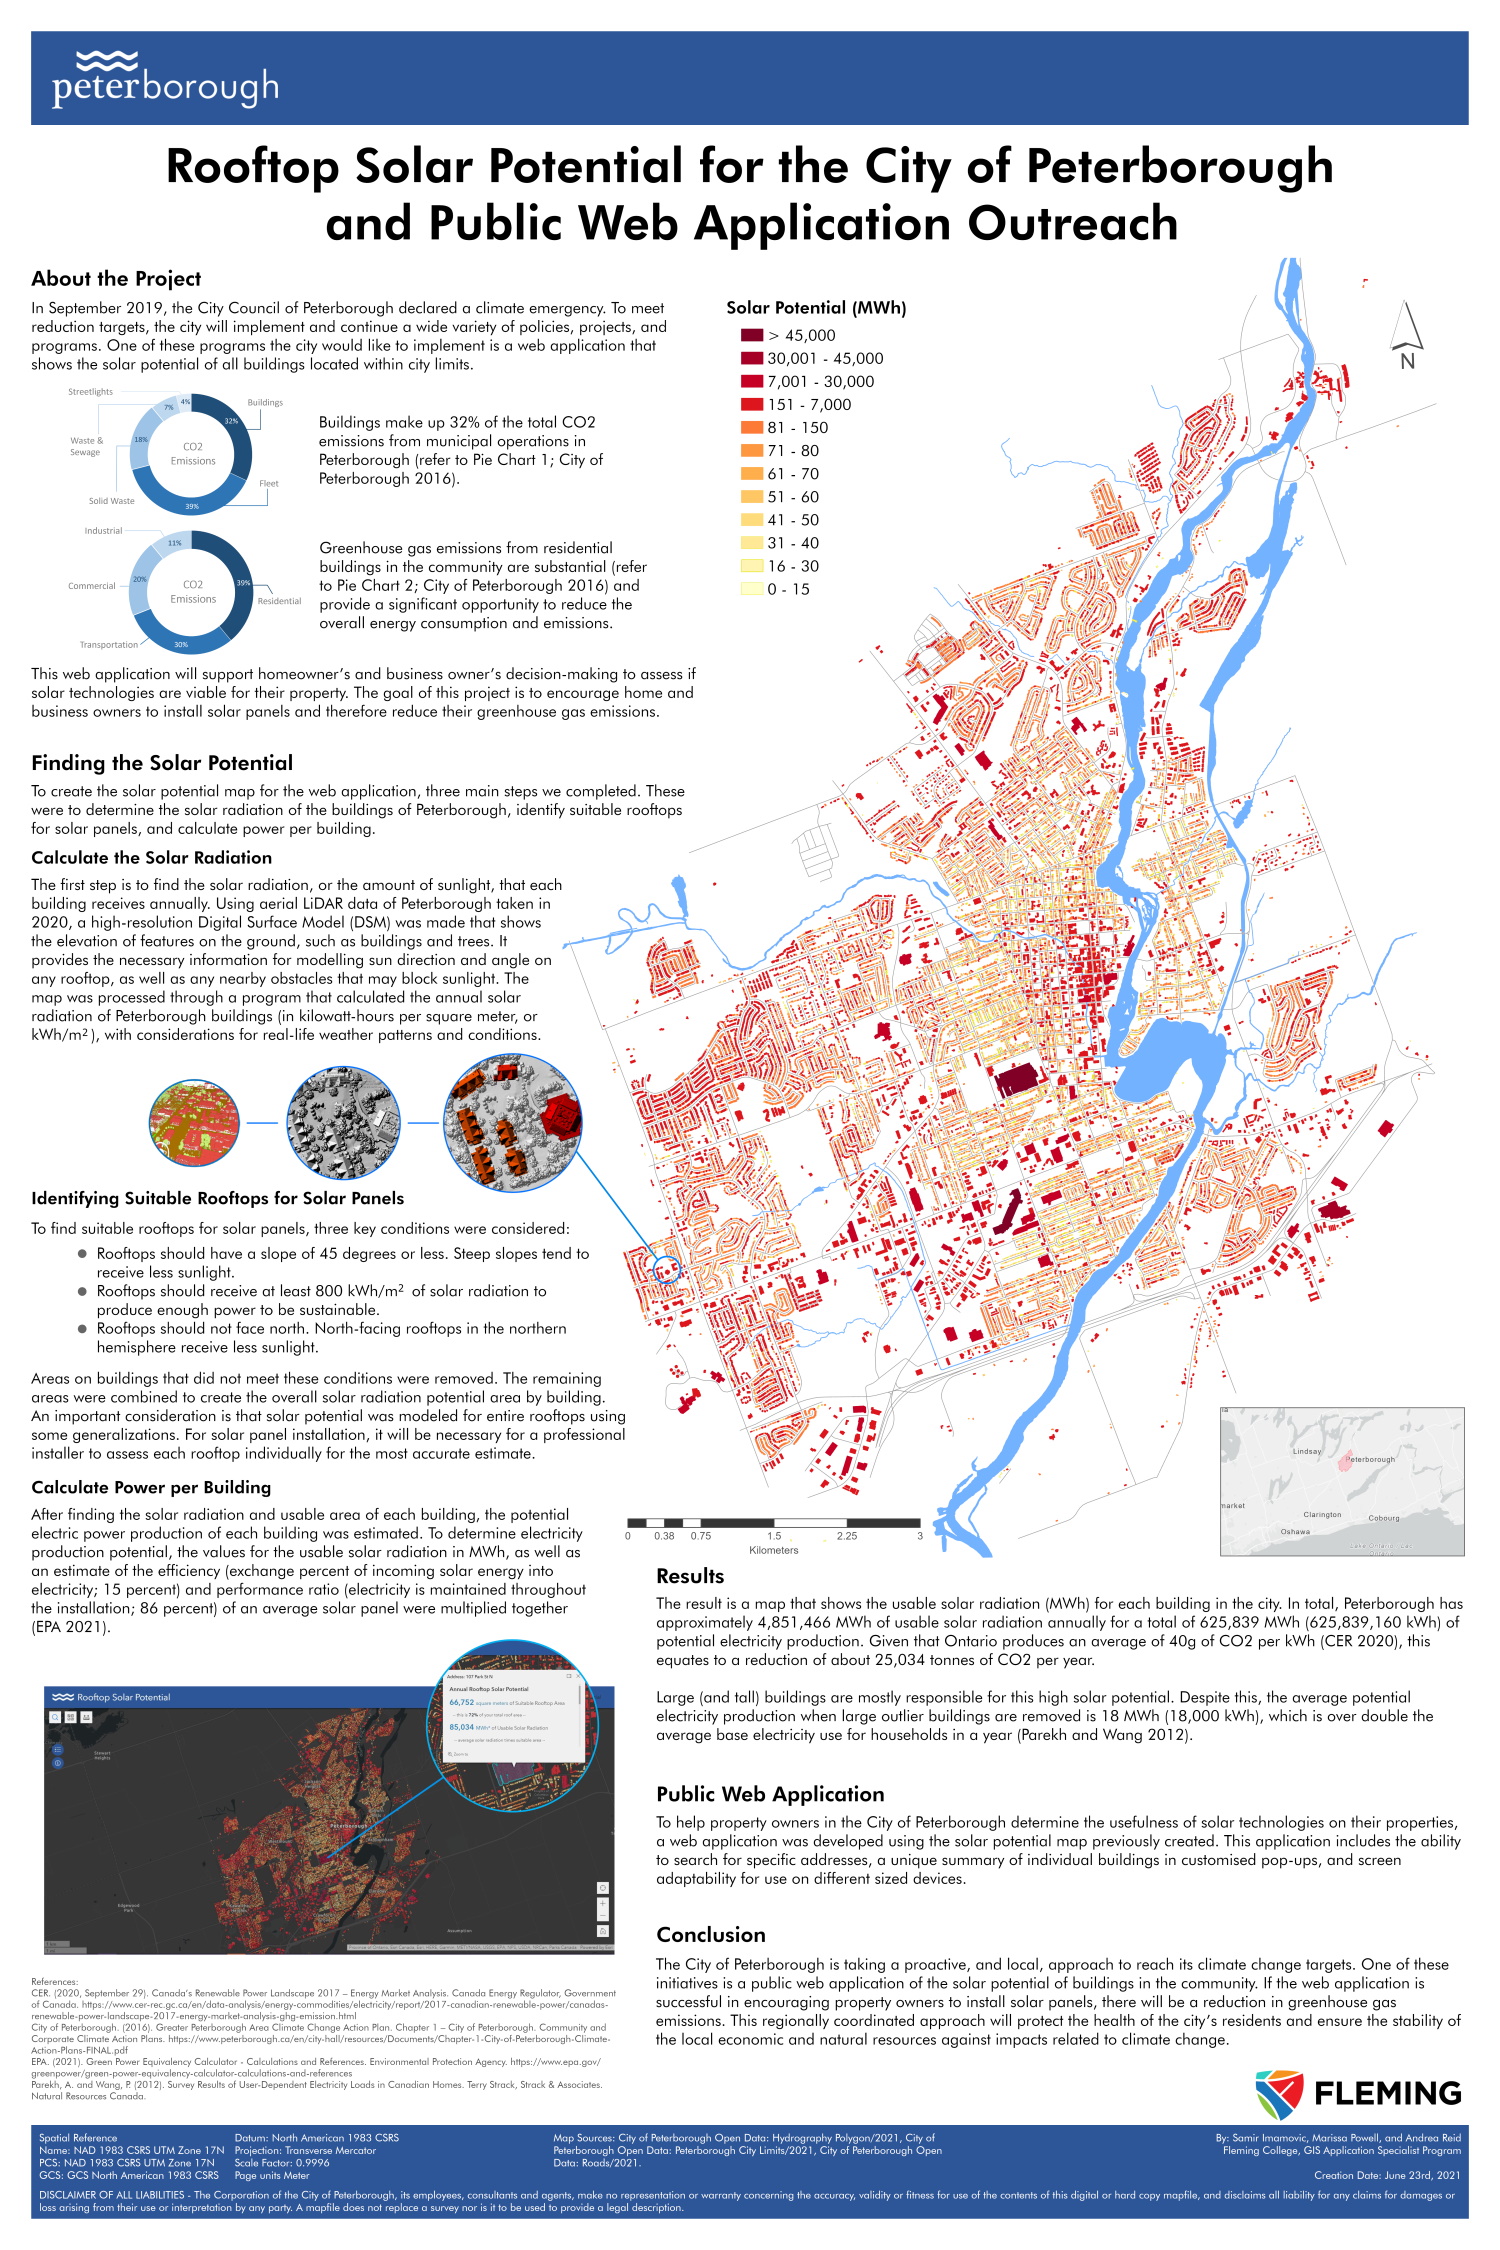 peterborough
Rooftop Solar Potential for the City of Peterborough
and Public Web Application Outreach
About the Project
In September 2019, the City Council of Peterborough declared a climate emergency. To meet
reduction targets, the city will implement and continue a wide variety of policies, projects, and
programs. One of these programs the city would like to implement is a web application that
shows the solar potential of all buildings located within city limits.
Streetlights
Buildings
Waste &
Sewage
Solid Waste
Fleet
4%
7%
18%
32%
39%
CO2
Emissions
Buildings make up 32% of the total CO2
emissions from municipal operations in
Peterborough (refer to Pie Chart 1; City of
Peterborough 2016).
Industrial
Commercial
Residential
Transportation
11%
20%
39%
30%
CO2
Emissions
Greenhouse gas emissions from residential
buildings in the community are substantial (refer
to Pie Chart 2; City of Peterborough 2016) and
provide a significant opportunity to reduce the
overall energy consumption and emissions.
This web application will support homeowner's and business owner's decision-making to assess if
solar technologies are viable for their property. The goal of this project is to encourage home and
business owners to install solar panels and therefore reduce their greenhouse gas emissions.
Finding the Solar Potential
To create the solar potential map for the web application, three main steps we completed. These
were to determine the solar radiation of the buildings of Peterborough, identify suitable rooftops
for solar panels, and calculate power per building.
Calculate the Solar Radiation
The first step is to find the solar radiation, or the amount of sunlight, that each
building receives annually. Using aerial LiDAR data of Peterborough taken in
2020, a high-resolution Digital Surface Model (DSM) was made that shows
the elevation of features on the ground, such as buildings and trees. It
provides the necessary information for modelling sun direction and angle on
any rooftop, as well as any nearby obstacles that may block sunlight. The
map was processed through a program that calculated the annual solar
radiation of Peterborough buildings (in kilowatt-hours per square meter, or
kWh/m²), with considerations for real-life weather patterns and conditions.
Identifying Suitable Rooftops for Solar Panels
To find suitable rooftops for solar panels, three key conditions were considered:
● Rooftops should have a slope of 45 degrees or less. Steep slopes tend to
receive less sunlight.
● Rooftops should receive at least 800 kWh/m² of solar radiation to
produce enough power to be sustainable.
● Rooftops should not face north. North-facing rooftops in the northern
hemisphere receive less sunlight.
Areas on buildings that did not meet these conditions were removed. The remaining
areas were combined to create the overall solar radiation potential area by building.
An important consideration is that solar potential was modeled for entire rooftops using
some generalizations. For solar panel installation, it will be necessary for a professional
installer to assess each rooftop individually for the most accurate estimate.
Calculate Power per Building
After finding the solar radiation and usable area of each building, the potential
electric power production of each building was estimated. To determine electricity
production potential, the values for the usable solar radiation in MWh, as well as
an estimate of the efficiency (exchange percent of incoming solar energy into
electricity; 15 percent) and performance ratio (electricity is maintained throughout
the installation; 86 percent) of an average solar panel were multiplied together
(EPA 2021).
Rooftop Solar Potential
Address: 107 Park St N
Annual Rooftop Solar Potential
66,752 square meters of Suitable Rooftop Area
-- this is 72% of your total roof area --
85,034 MWh* of Usable Solar Radiation
-- average solar radiation times suitable area --
Zoom to
Peterborough
References:
CER. (2020, September 29). Canada's Renewable Power Landscape 2017 – Energy Market Analysis. Canada Energy Regulator, Government
of Canada. https://www.cer-rec.gc.ca/en/data-analysis/energy-commodities/electricity/report/2017-canadian-renewable-power/canadas-
renewable-power-landscape-2017-energy-market-analysis-ghg-emission.html
City of Peterborough. (2016). Greater Peterborough Area Climate Change Action Plan. Chapter 1 – City of Peterborough. Community and
Corporate Climate Action Plans. https://www.peterborough.ca/en/city-hall/resources/Documents/Chapter-1-City-of-Peterborough-Climate-
Action-Plans-FINAL.pdf
EPA. (2021). Green Power Equivalency Calculator - Calculations and References. Environmental Protection Agency. https://www.epa.gov/
greenpower/green-power-equivalency-calculator-calculations-and-references
Parekh, A. and Wang, P. (2012). Survey Results of User-Dependent Electricity Loads in Canadian Homes. Terry Strack, Strack & Associates.
Natural Resources Canada.
Solar Potential (MWh)
> 45,000
30,001 - 45,000
7,001 - 30,000
151 - 7,000
81 - 150
71 - 80
61 - 70
51 - 60
41 - 50
31 - 40
16 - 30
0 - 15
N
0 0.38 0.75 1.5 2.25 3
Kilometers
Lindsay
Peterborough
market
Clarington
Cobourg
Oshawa
Results
The result is a map that shows the usable solar radiation (MWh) for each building in the city. In total, Peterborough has
approximately 4,851,466 MWh of usable solar radiation annually for a total of 625,839 MWh (625,839,160 kWh) of
potential electricity production. Given that Ontario produces an average of 40g of CO2 per kWh (CER 2020), this
equates to a reduction of about 25,034 tonnes of CO2 per year.
Large (and tall) buildings are mostly responsible for this high solar potential. Despite this, the average potential
electricity production when large outlier buildings are removed is 18 MWh (18,000 kWh), which is over double the
average base electricity use for households in a year (Parekh and Wang 2012).
Public Web Application
To help property owners in the City of Peterborough determine the usefulness of solar technologies on their properties,
a web application was developed using the solar potential map previously created. This application includes the ability
to search for specific addresses, a unique summary of individual buildings in customised pop-ups, and screen
adaptability for use on different sized devices.
Conclusion
The City of Peterborough is taking a proactive, and local, approach to reach its climate change targets. One of these
initiatives is a public web application of the solar potential of buildings in the community. If the web application is
successful in encouraging property owners to install solar panels, there will be a reduction in greenhouse gas
emissions. This regionally coordinated approach will protect the health of the city's residents and ensure the stability of
the local economic and natural resources against impacts related to climate change.
FLEMING
Spatial Reference
Name: NAD 1983 CSRS UTM Zone 17N
PCS: NAD 1983 CSRS UTM Zone 17N
GCS: GCS North American 1983 CSRS
Datum: North American 1983 CSRS
Projection: Transverse Mercator
Scale Factor: 0.9996
Page units Meter
Map Sources: City of Peterborough Open Data: Hydrography Polygon/2021, City of
Peterborough Open Data: Peterborough City Limits/2021, City of Peterborough Open
Data: Roads/2021.
By: Samir Imamovic, Marissa Powell, and Andrea Reid
Fleming College, GIS Application Specialist Program
Creation Date: June 23rd, 2021
DISCLAIMER OF ALL LIABILITIES - The Corporation of the City of Peterborough, its employees, consultants and agents, make no representation or warranty concerning the accuracy, validity or fitness for use of the contents of this digital or hard copy mapfile, and disclaims all liability for any claims for damages or
loss arising from their use or interpretation by any party. A mapfile does not replace a survey nor is it to be used to provide a legal description.